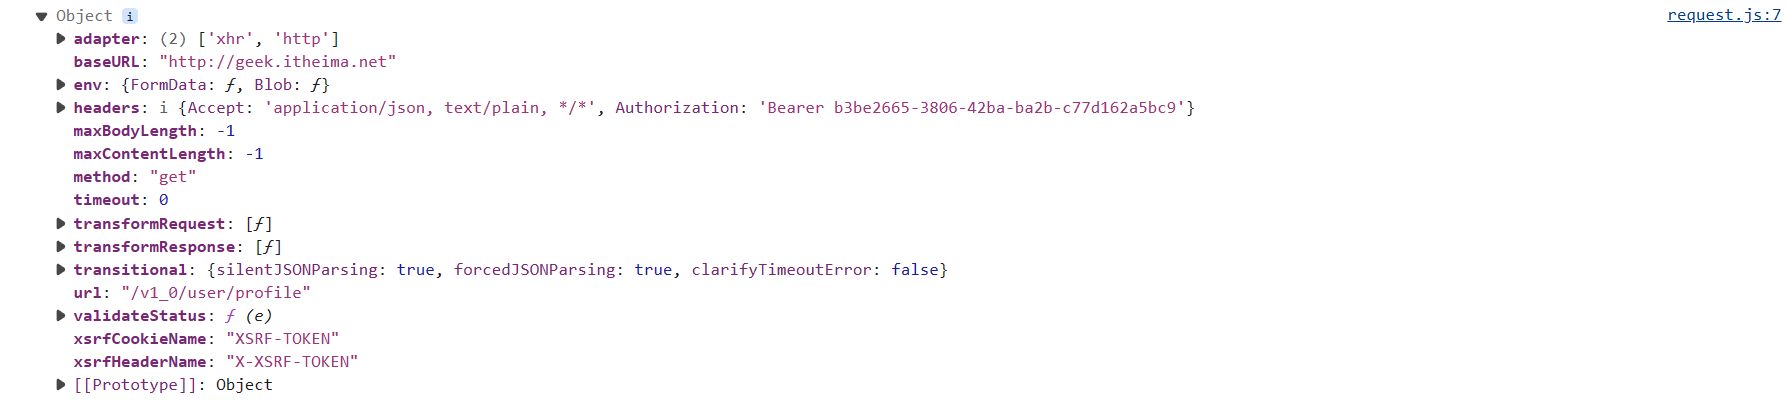 Object i request.js:7
adapter: (2) ['xhr', 'http']
baseURL: "http://geek.itheima.net"
env: {FormData: ƒ, Blob: ƒ}
headers: i {Accept: 'application/json, text/plain, */*', Authorization: 'Bearer b3be2665-3806-42ba-ba2b-c77d162a5bc9'}
maxBodyLength: -1
maxContentLength: -1
method: "get"
timeout: 0
transformRequest: [ƒ]
transformResponse: [ƒ]
transitional: {silentJSONParsing: true, forcedJSONParsing: true, clarifyTimeoutError: false}
url: "/v1_0/user/profile"
validateStatus: ƒ (e)
xsrfCookieName: "XSRF-TOKEN"
xsrfHeaderName: "X-XSRF-TOKEN"
[[Prototype]]: Object